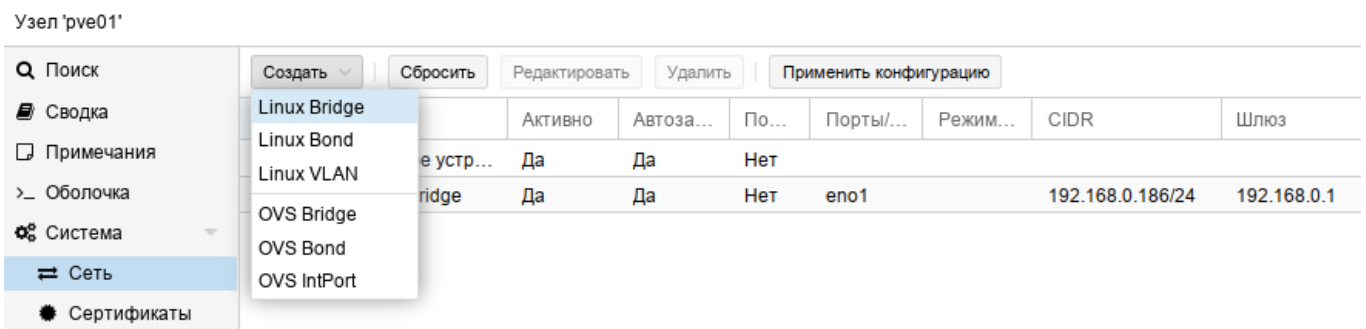 Узел 'pve01'
Поиск
Сводка
Примечания
Оболочка
Система
Сеть
Сертификаты
Создать Сбросить Редактировать Удалить Применить конфигурацию
Linux Bridge
Linux Bond
Linux VLAN
OVS Bridge
OVS Bond
OVS IntPort
Активно Автоза... По... Порты/... Режим... CIDR Шлюз
е устр... Да Да Нет
ridge Да Да Нет eno1 192.168.0.186/24 192.168.0.1